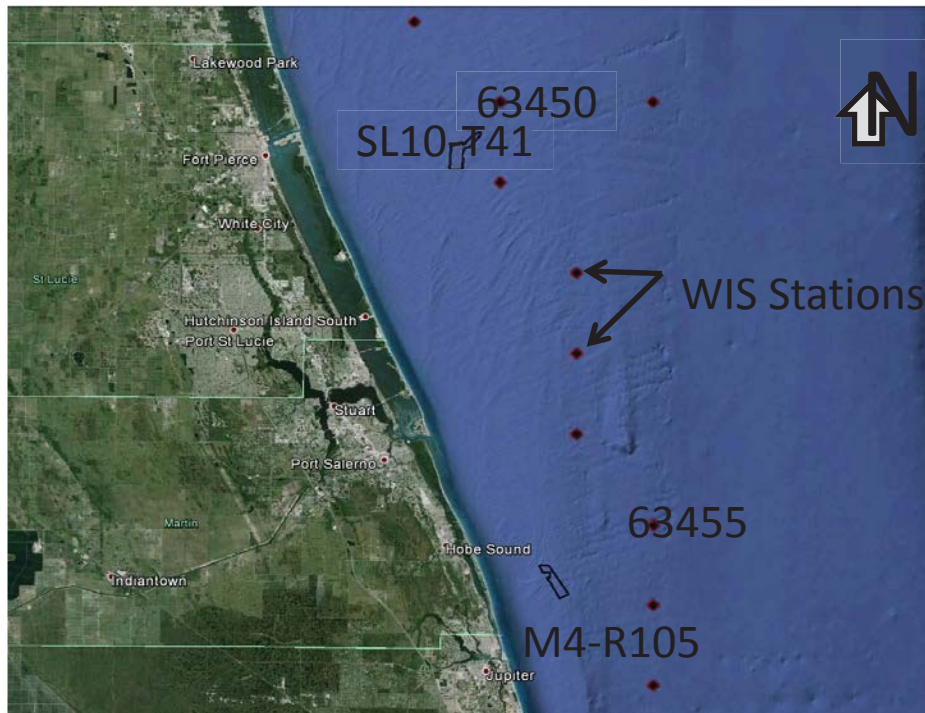 Lakewood Park
63450
N
SL10-T41
Fort Pierce
White City
St Lucie
WIS Stations
Hutchinson Island South
Port St Lucie
Stuart
Port Salerno
Martin
63455
Hobe Sound
Indiantown
M4-R105
Jupiter